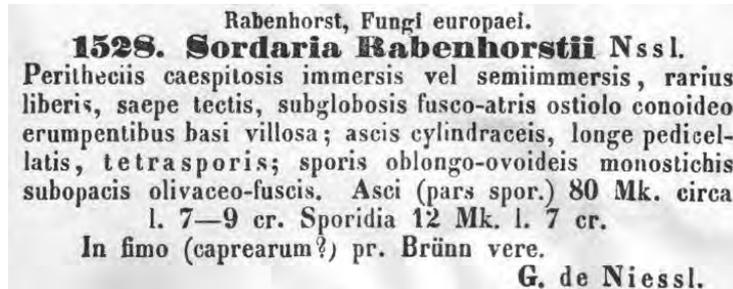 Rabenhorst, Fungi europaei.
1528. Sordaria Rabenhorstii Nssl.
Peritheciis caespitosis immersis vel semiimmersis, rarius
liberis, saepe tectis, subglobosis fusco-atris ostiolo conoideo
erumpentibus basi villosa; ascis cylindraceis, longe pedicel-
latis, tetrasporis; sporis oblongo-ovoideis monostichis
subopacis olivaceo-fuscis. Asci (pars spor.) 80 Mk. circa
l. 7—9 cr. Sporidia 12 Mk. l. 7 cr.
In fimo (caprearum?) pr. Brünn vere.
G. de Niessl.